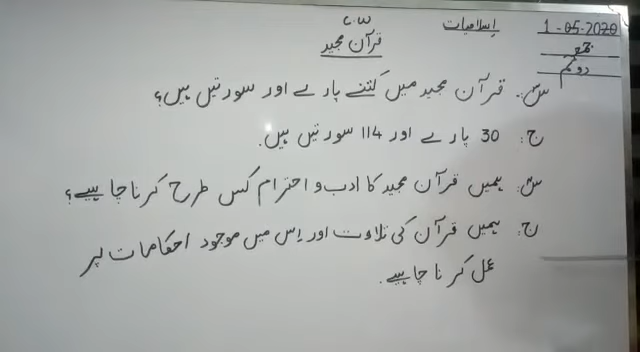 1-05-2020
اسلامیات
C.W
جمعہ
دوئم
قرآن مجید
س: قرآن مجید میں کتنے پارے اور سورتیں ہیں؟
ج: 30 پارے اور 114 سورتیں ہیں.
س: ہمیں قرآن مجید کا ادب و احترام کس طرح کرنا چاہیے؟
ج: ہمیں قرآن کی تلاوت اور اِس میں موجود احکامات پر
عمل کرنا چاہیے.